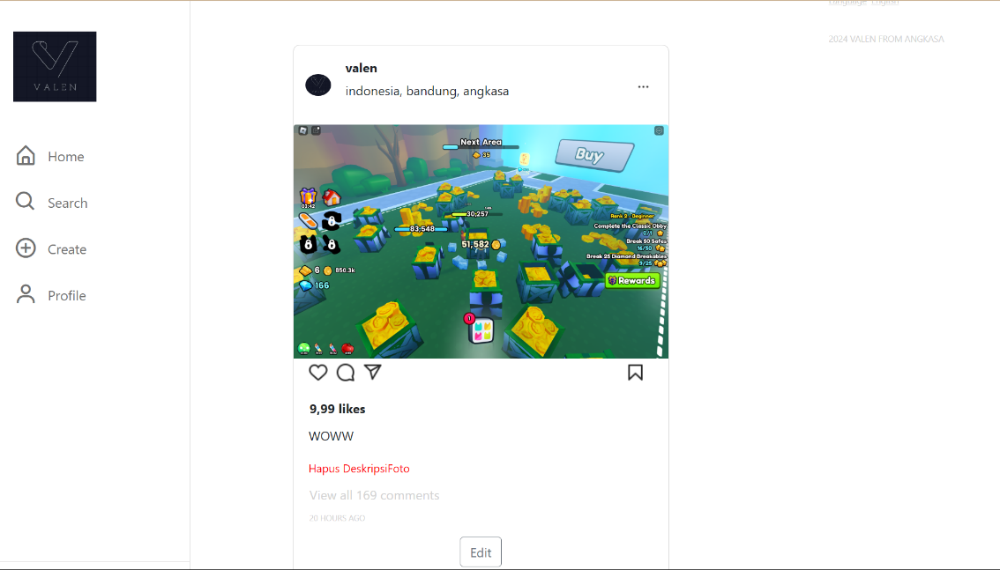 Language English
2024 VALEN FROM ANGKASA
VALEN
Home
Search
Create
Profile
valen
indonesia, bandung, angkasa
...
Next Area
35
Buy
03:42
30,257
83,548
51,582
Rank 2 - Beginner
Complete the Classic Obby
0/1
Break 50 Safes
16/50
Break 25 Diamond Breakables
9/25
Rewards
6
850.3k
166
1
9,99 likes
WOWW
Hapus DeskripsiFoto
View all 169 comments
20 HOURS AGO
Edit